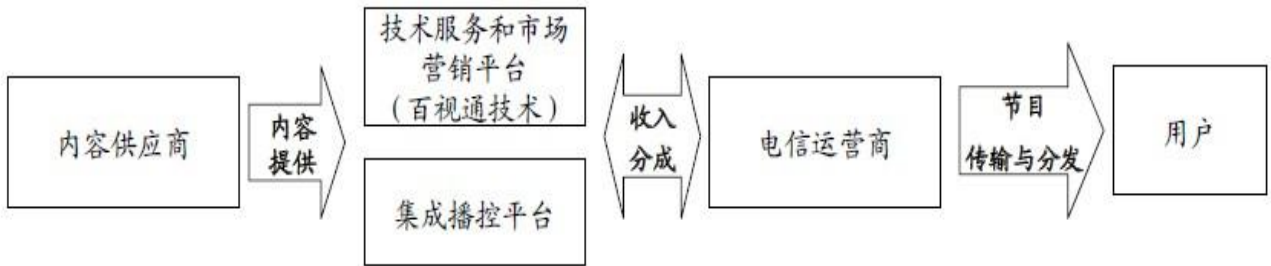 内容供应商
内容
提供
技术服务和市场
营销平台
（百视通技术）
集成播控平台
收入
分成
电信运营商
节目
传输与分发
用户